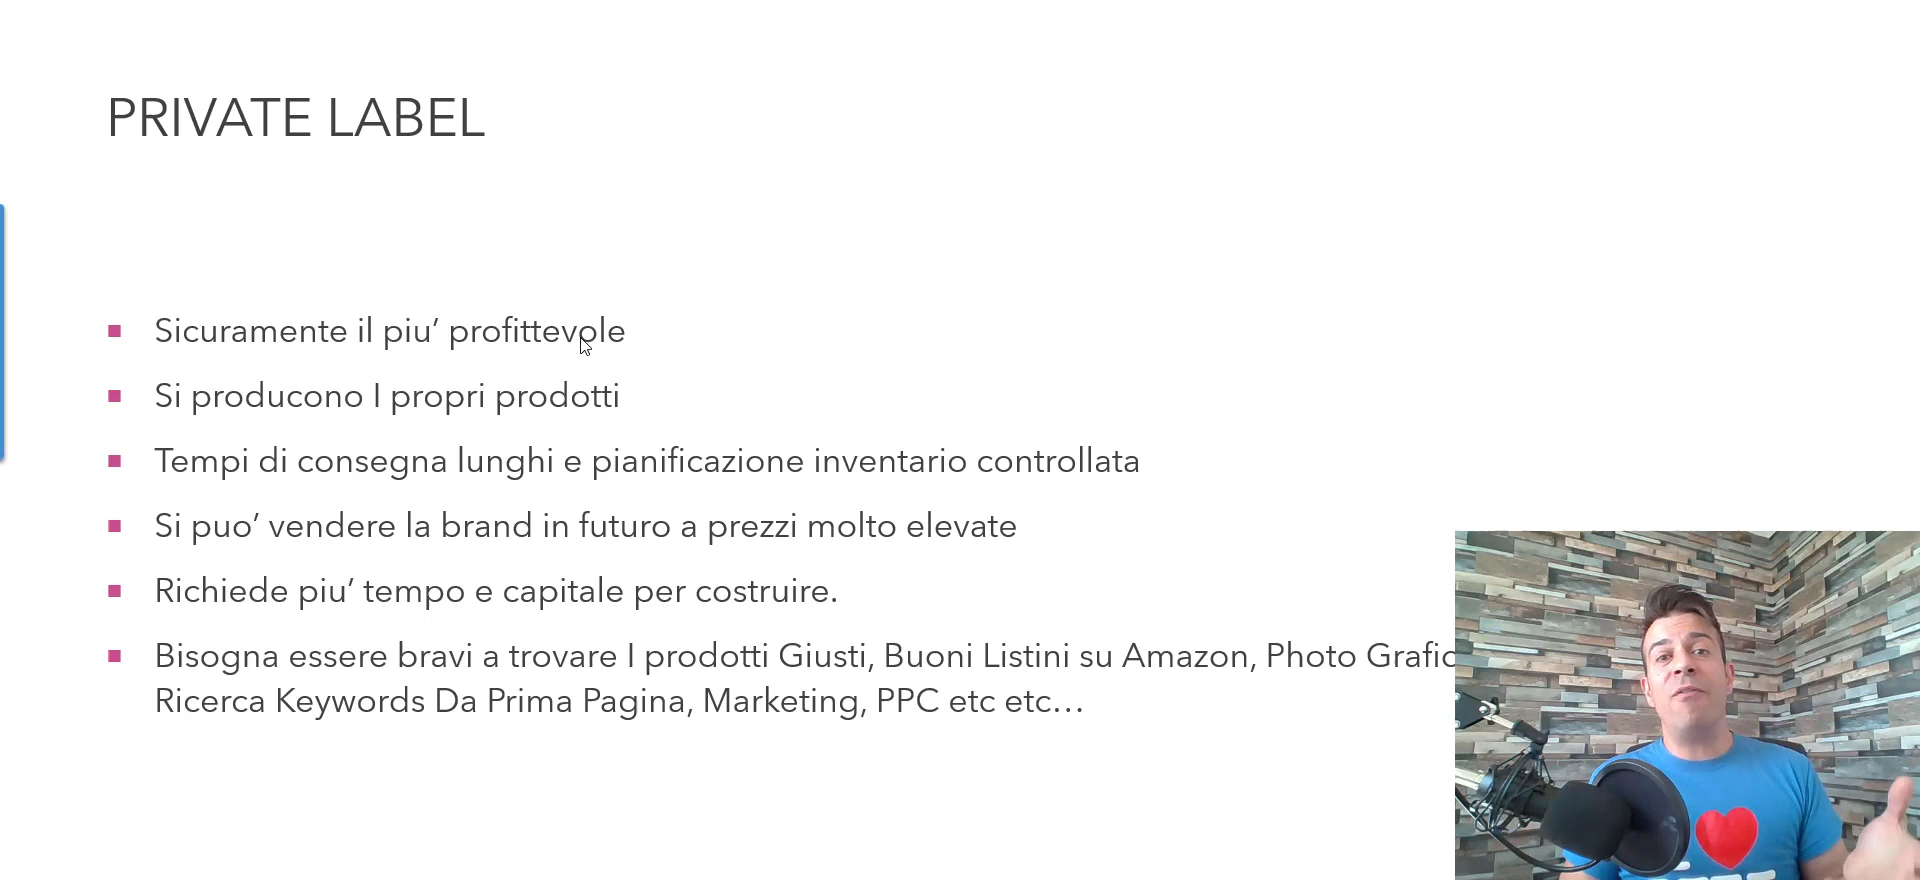 PRIVATE LABEL
Sicuramente il piu’ profittevole
Si producono I propri prodotti
Tempi di consegna lunghi e pianificazione inventario controllata
Si puo’ vendere la brand in futuro a prezzi molto elevate
Richiede piu’ tempo e capitale per costruire.
Bisogna essere bravi a trovare I prodotti Giusti, Buoni Listini su Amazon, Photo
Ricerca Keywords Da Prima Pagina, Marketing, PPC etc etc…